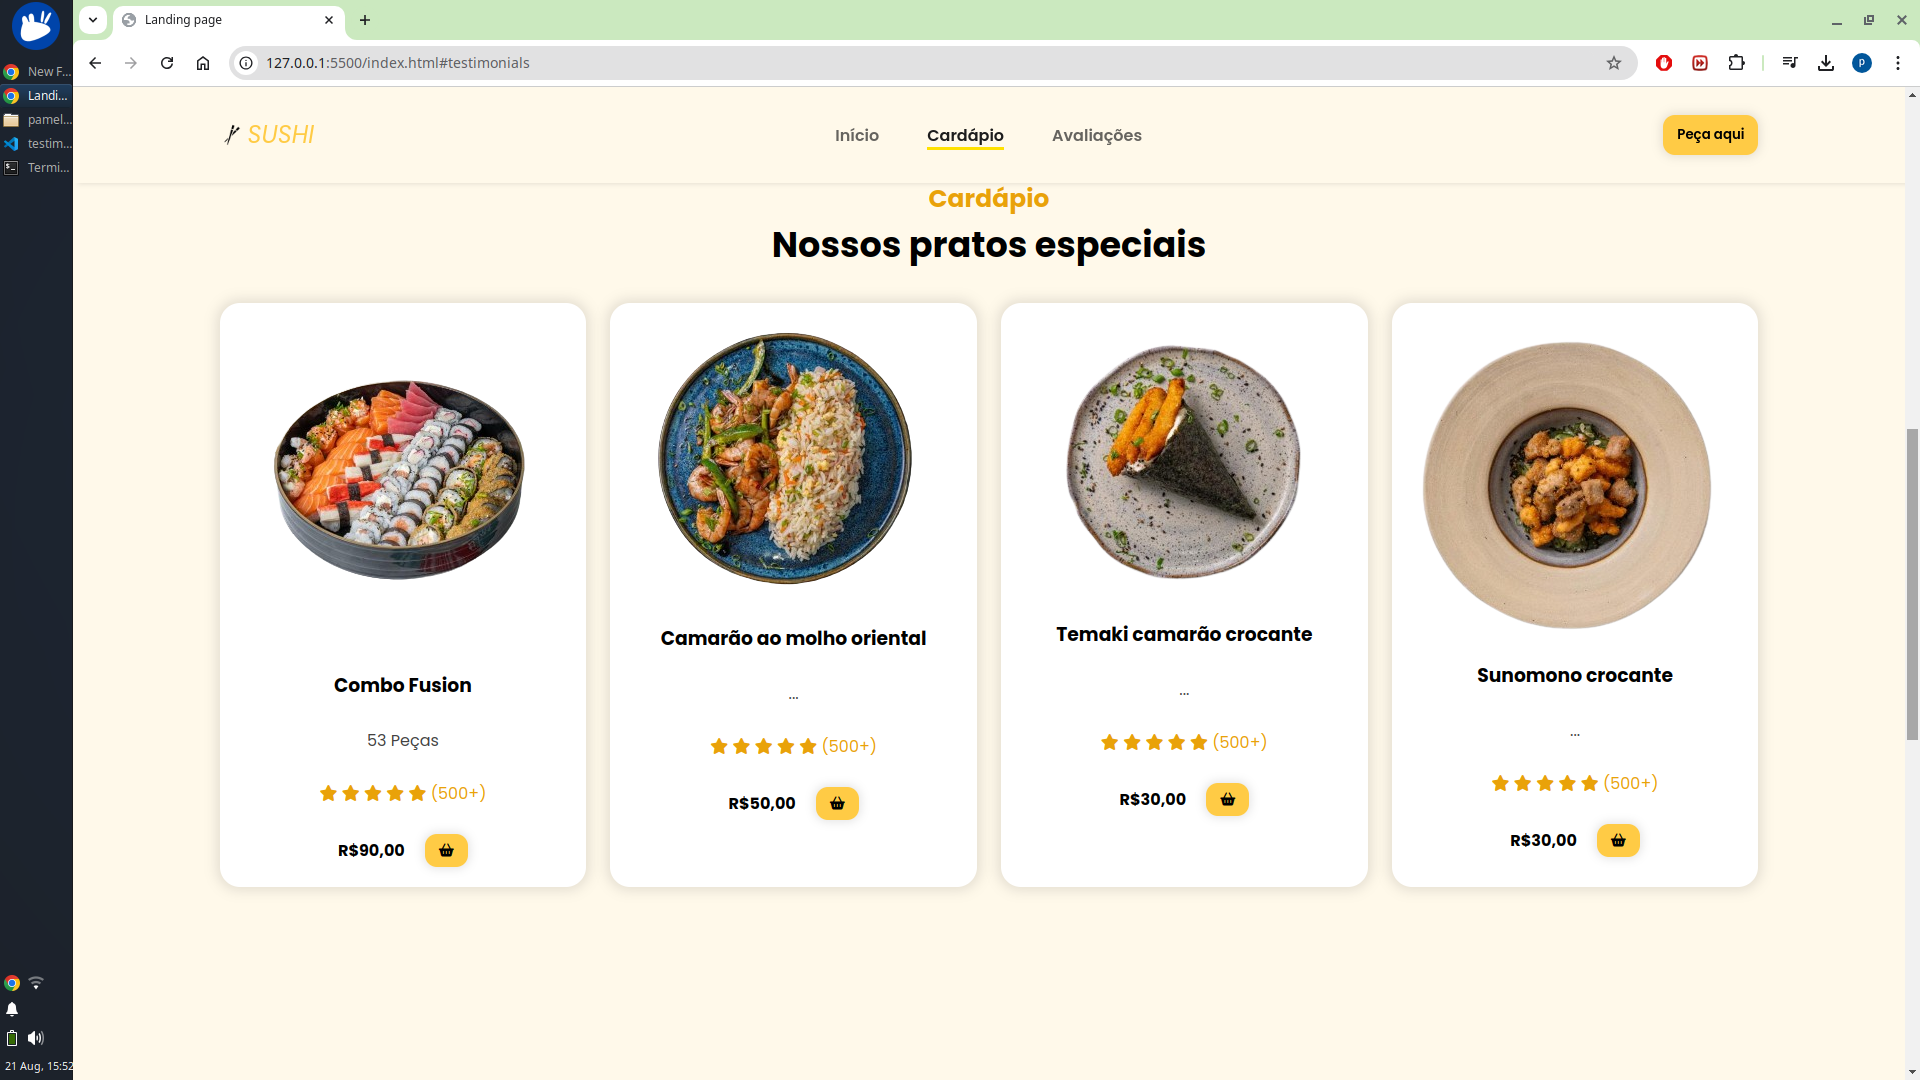 Landing page
127.0.0.1:5500/index.html#testimonials
P
New F...
Landi...
pamel...
testim...
Termi...
SUSHI
Início
Cardápio
Avaliações
Peça aqui
Cardápio
Nossos pratos especiais
Combo Fusion
53 Peças
(500+)
R$90,00
Camarão ao molho oriental
...
(500+)
R$50,00
Temaki camarão crocante
...
(500+)
R$30,00
Sunomono crocante
...
(500+)
R$30,00
21 Aug, 15:52